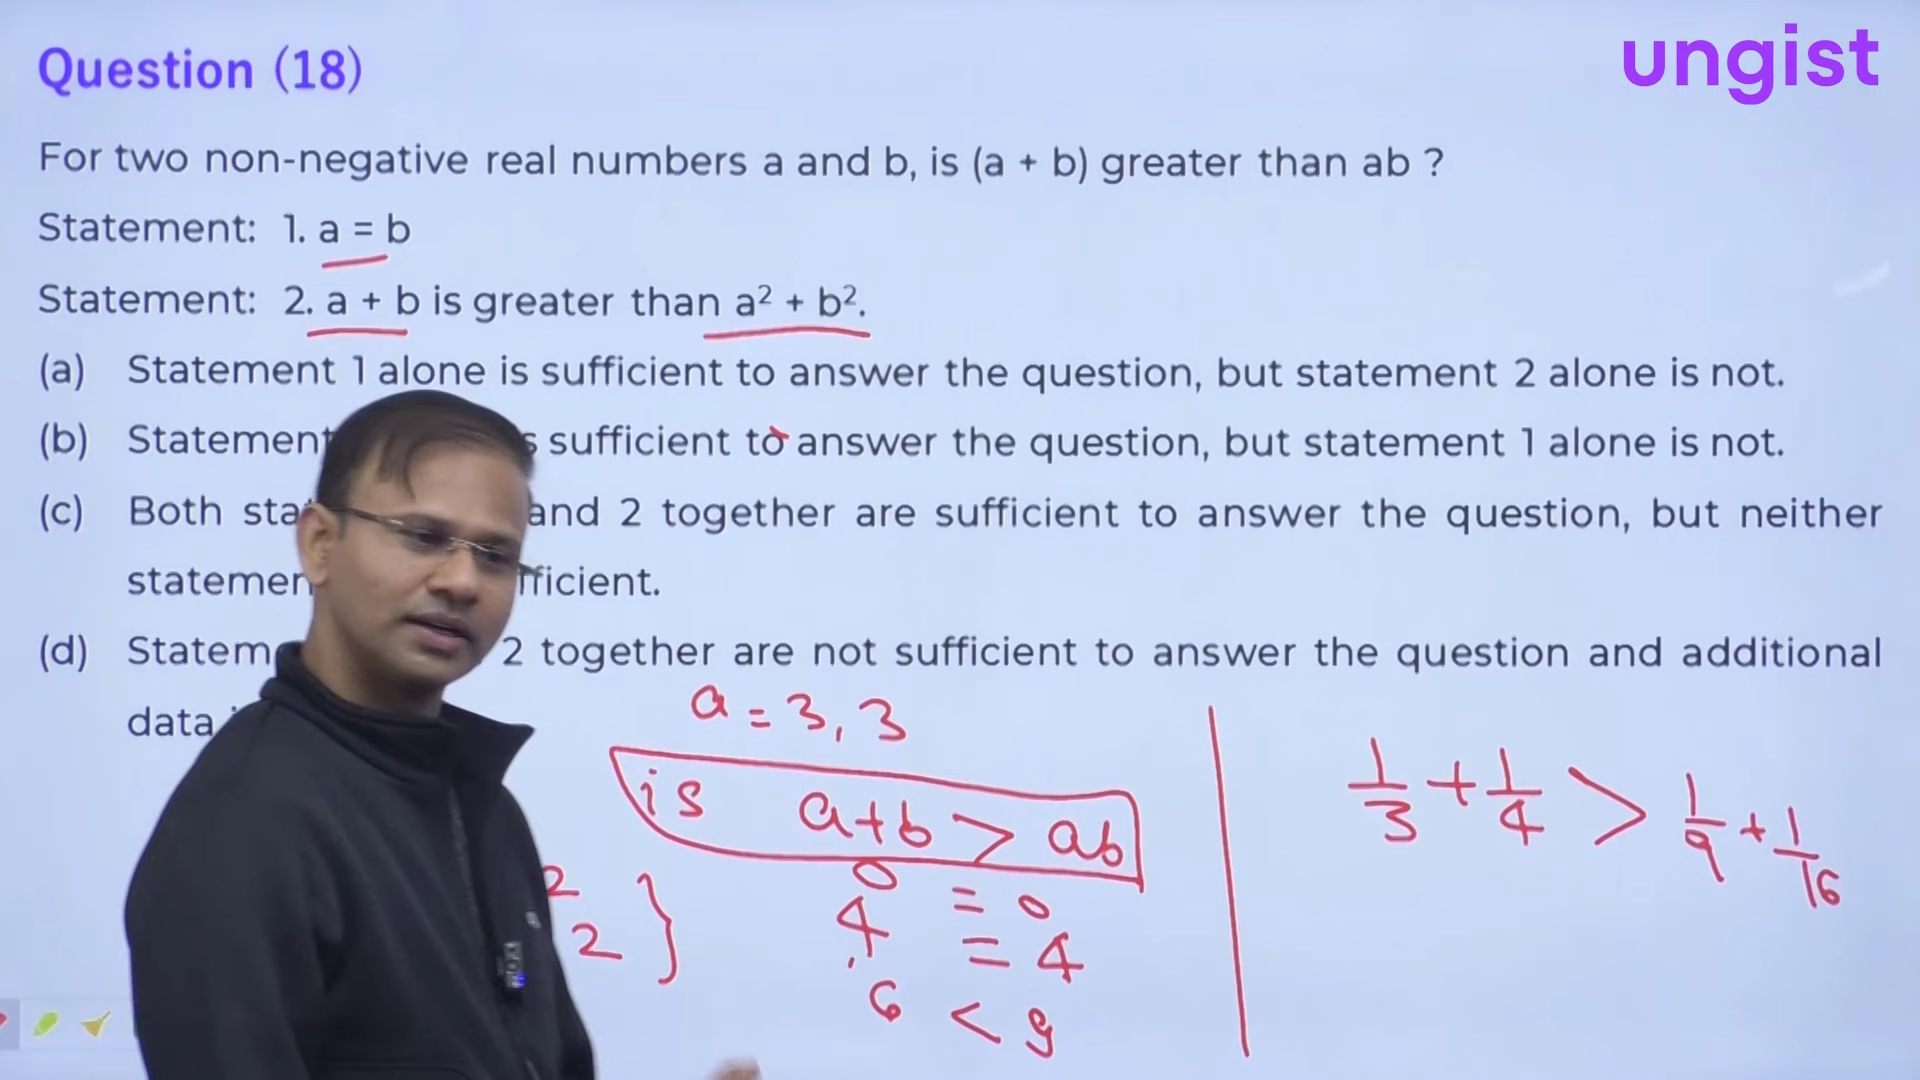 Question (18)
ungist
For two non-negative real numbers a and b, is (a + b) greater than ab ?
Statement: 1. a = b
Statement: 2. a + b is greater than a² + b².
(a) Statement 1 alone is sufficient to answer the question, but statement 2 alone is not.
(b) Statement sufficient to answer the question, but statement 1 alone is not.
(c) Both and 2 together are sufficient to answer the question, but neither
(d) 2 together are not sufficient to answer the question and additional
data
a = 3, 3
is a+b > ab
0 = 0
4 = 4
6 < 9
2
2 }
1/3 + 1/4 > 1/9 + 1/16